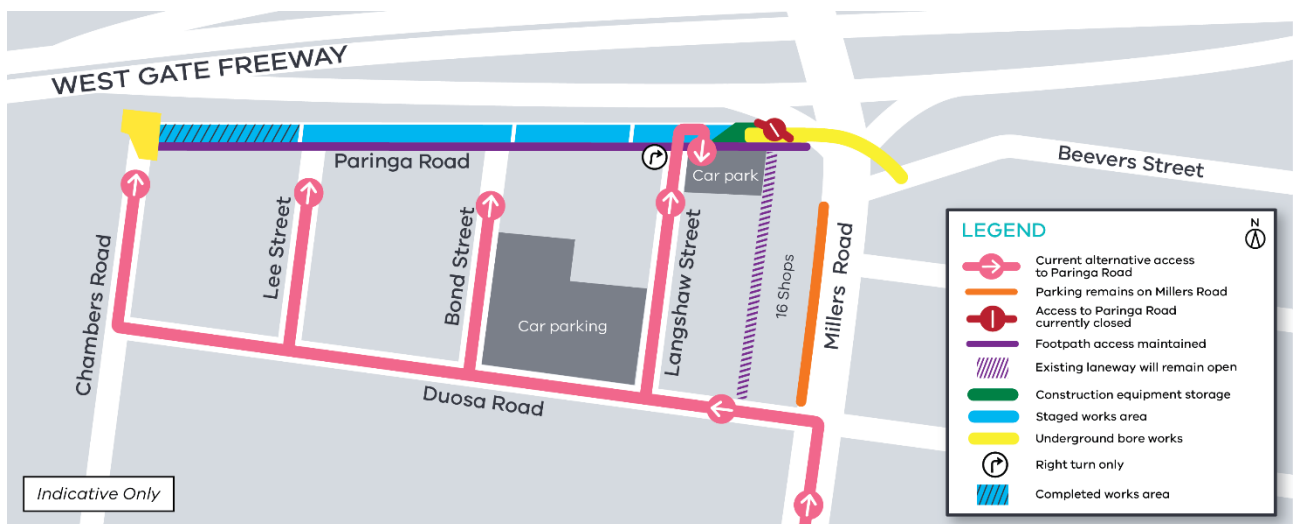 WEST GATE FREEWAY
Paringa Road
Car park
Beevers Street
Chambers Road
Lee Street
Bond Street
Car parking
Langshaw Street
16 Shops
Millers Road
Duosa Road
Indicative Only
LEGEND
N
Current alternative access
to Paringa Road
Parking remains on Millers Road
Access to Paringa Road
currently closed
Footpath access maintained
Existing laneway will remain open
Construction equipment storage
Staged works area
Underground bore works
Right turn only
Completed works area